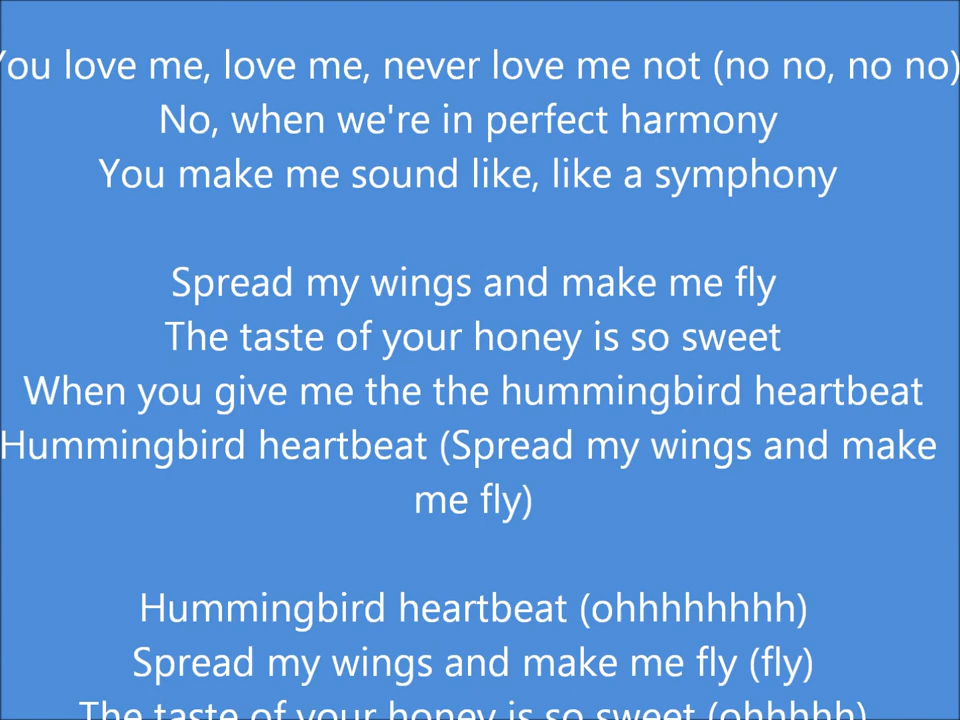 You love me, love me, never love me not (no no, no no)
No, when we're in perfect harmony
You make me sound like, like a symphony
Spread my wings and make me fly
The taste of your honey is so sweet
When you give me the the hummingbird heartbeat
Hummingbird heartbeat (Spread my wings and make
me fly)
Hummingbird heartbeat (ohhhhhhhh)
Spread my wings and make me fly (fly)
The taste of your honey is so sweet (ohhhhh)